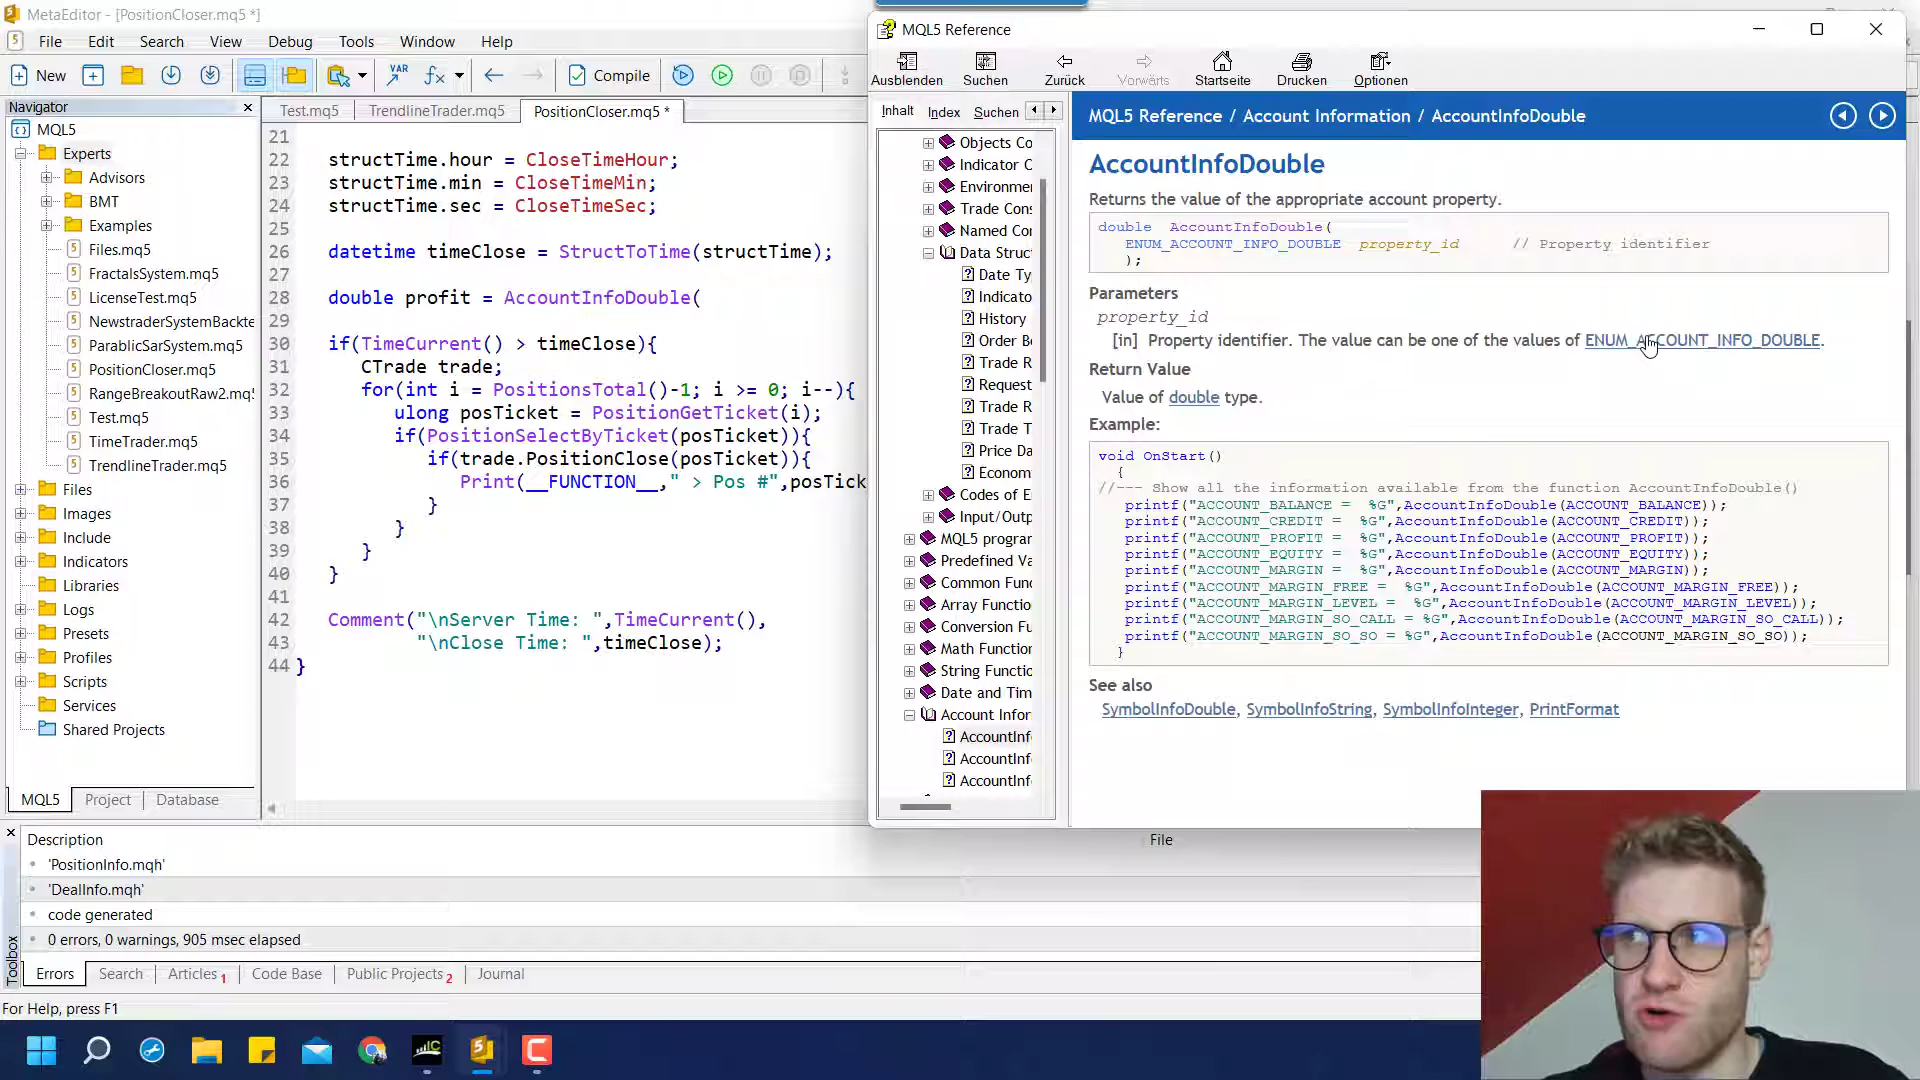 MetaEditor - [PositionCloser.mq5 *]
File Edit Search View Debug Tools Window Help
New
VAR
Compile
Navigator
MQL5
Experts
Advisors
BMT
Examples
Files.mq5
FractalsSystem.mq5
LicenseTest.mq5
NewstraderSystemBackte
ParablicSarSystem.mq5
PositionCloser.mq5
RangeBreakoutRaw2.mq5
Test.mq5
TimeTrader.mq5
TrendlineTrader.mq5
Files
Images
Include
Indicators
Libraries
Logs
Presets
Profiles
Scripts
Services
Shared Projects
MQL5 Project Database
Test.mq5 TrendlineTrader.mq5 PositionCloser.mq5 *
21
22 structTime.hour = CloseTimeHour;
23 structTime.min = CloseTimeMin;
24 structTime.sec = CloseTimeSec;
25
26 datetime timeClose = StructToTime(structTime);
27
28 double profit = AccountInfoDouble(
29
30 if(TimeCurrent() > timeClose){
31 CTrade trade;
32 for(int i = PositionsTotal()-1; i >= 0; i--){
33 ulong posTicket = PositionGetTicket(i);
34 if(PositionSelectByTicket(posTicket)){
35 if(trade.PositionClose(posTicket)){
36 Print(__FUNCTION__," > Pos #",posTick
37 }
38 }
39 }
40 }
41
42 Comment("\nServer Time: ",TimeCurrent(),
43 "\nClose Time: ",timeClose);
44 }
MQL5 Reference
Ausblenden Suchen Zurück Vorwärts Startseite Drucken Optionen
Inhalt Index Suchen
Objects Co
Indicator C
Environmer
Trade Cons
Named Con
Data Struc
Date Ty
Indicato
History
Order B
Trade R
Request
Trade R
Trade T
Price Da
Econom
Codes of E
Input/Outp
MQL5 progran
Predefined Va
Common Func
Array Functio
Conversion Fu
Math Function
String Functio
Date and Tim
Account Infor
AccountInf
AccountInf
AccountInf
MQL5 Reference / Account Information / AccountInfoDouble
AccountInfoDouble
Returns the value of the appropriate account property.
double AccountInfoDouble(
ENUM_ACCOUNT_INFO_DOUBLE property_id // Property identifier
);
Parameters
property_id
[in] Property identifier. The value can be one of the values of ENUM_ACCOUNT_INFO_DOUBLE.
Return Value
Value of double type.
Example:
void OnStart()
{
//--- Show all the information available from the function AccountInfoDouble()
printf("ACCOUNT_BALANCE = %G",AccountInfoDouble(ACCOUNT_BALANCE));
printf("ACCOUNT_CREDIT = %G",AccountInfoDouble(ACCOUNT_CREDIT));
printf("ACCOUNT_PROFIT = %G",AccountInfoDouble(ACCOUNT_PROFIT));
printf("ACCOUNT_EQUITY = %G",AccountInfoDouble(ACCOUNT_EQUITY));
printf("ACCOUNT_MARGIN = %G",AccountInfoDouble(ACCOUNT_MARGIN));
printf("ACCOUNT_MARGIN_FREE = %G",AccountInfoDouble(ACCOUNT_MARGIN_FREE));
printf("ACCOUNT_MARGIN_LEVEL = %G",AccountInfoDouble(ACCOUNT_MARGIN_LEVEL));
printf("ACCOUNT_MARGIN_SO_CALL = %G",AccountInfoDouble(ACCOUNT_MARGIN_SO_CALL));
printf("ACCOUNT_MARGIN_SO_SO = %G",AccountInfoDouble(ACCOUNT_MARGIN_SO_SO));
}
See also
SymbolInfoDouble, SymbolInfoString, SymbolInfoInteger, PrintFormat
Description File
'PositionInfo.mqh'
'DealInfo.mqh'
code generated
0 errors, 0 warnings, 905 msec elapsed
Toolbox
Errors Search Articles 1 Code Base Public Projects 2 Journal
For Help, press F1
IC